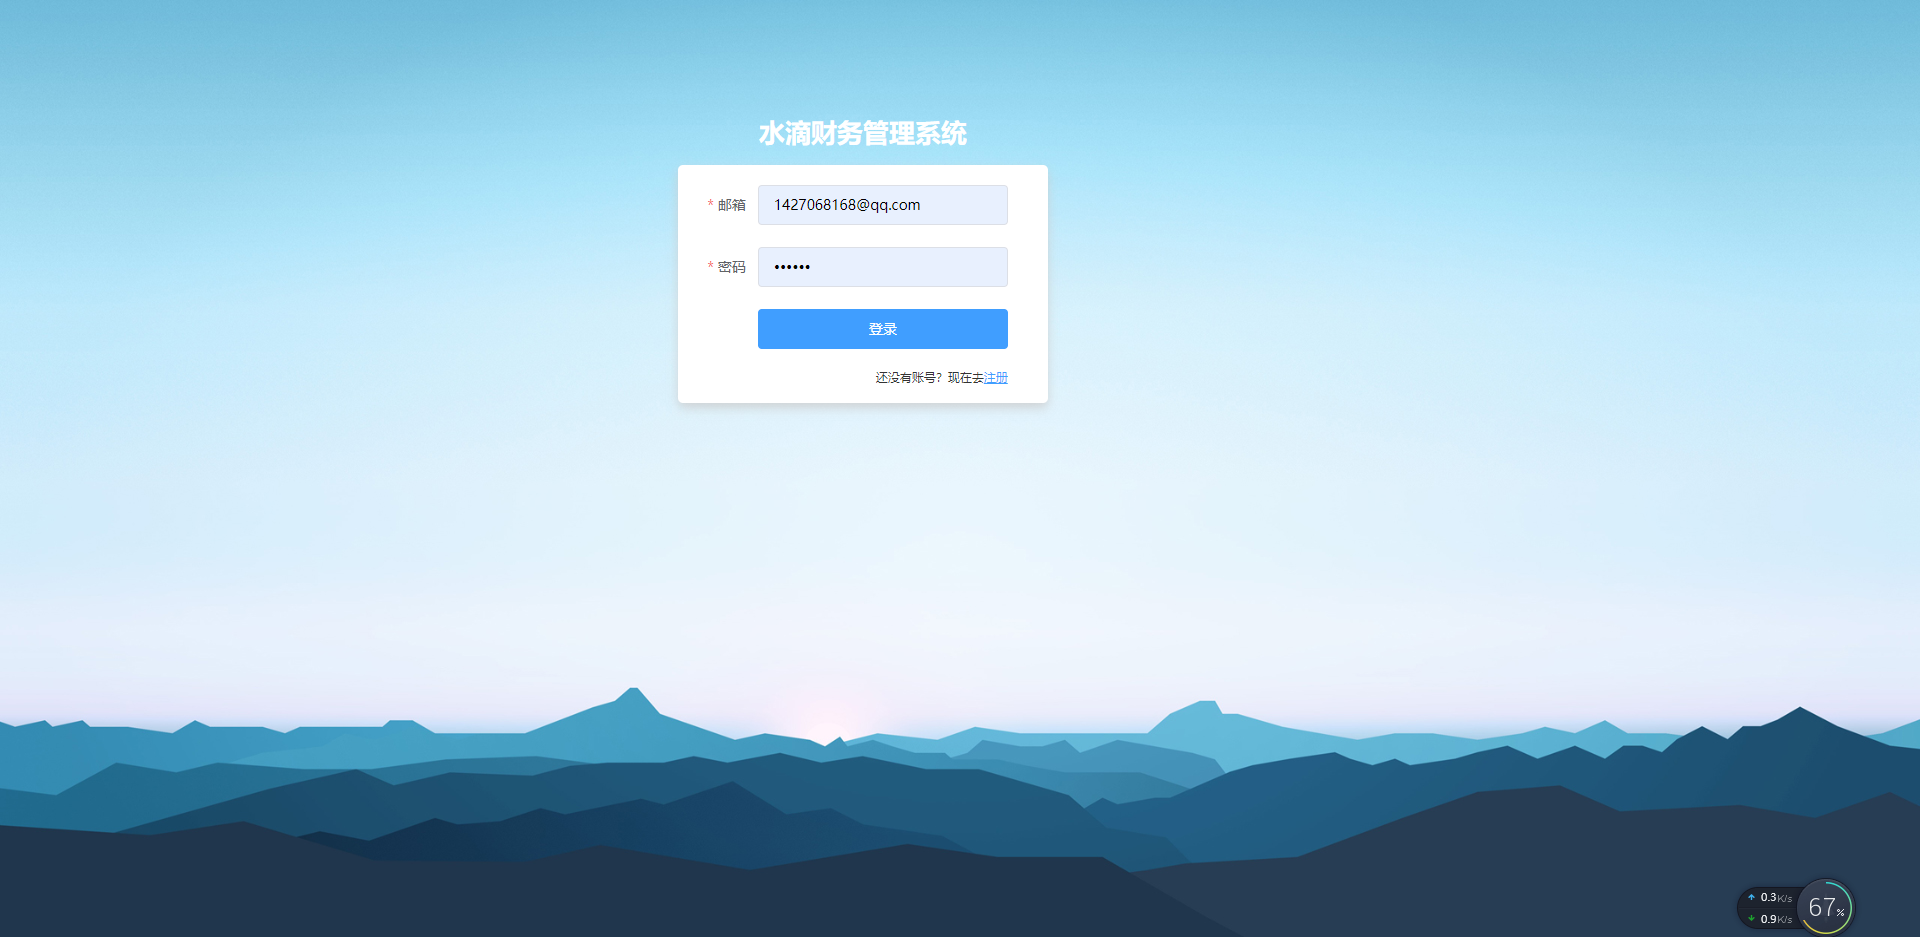 水滴财务管理系统
* 邮箱 1427068168@qq.com
* 密码 ••••••
登录
还没有账号？现在去注册
0.3K/s
0.9K/s
67%